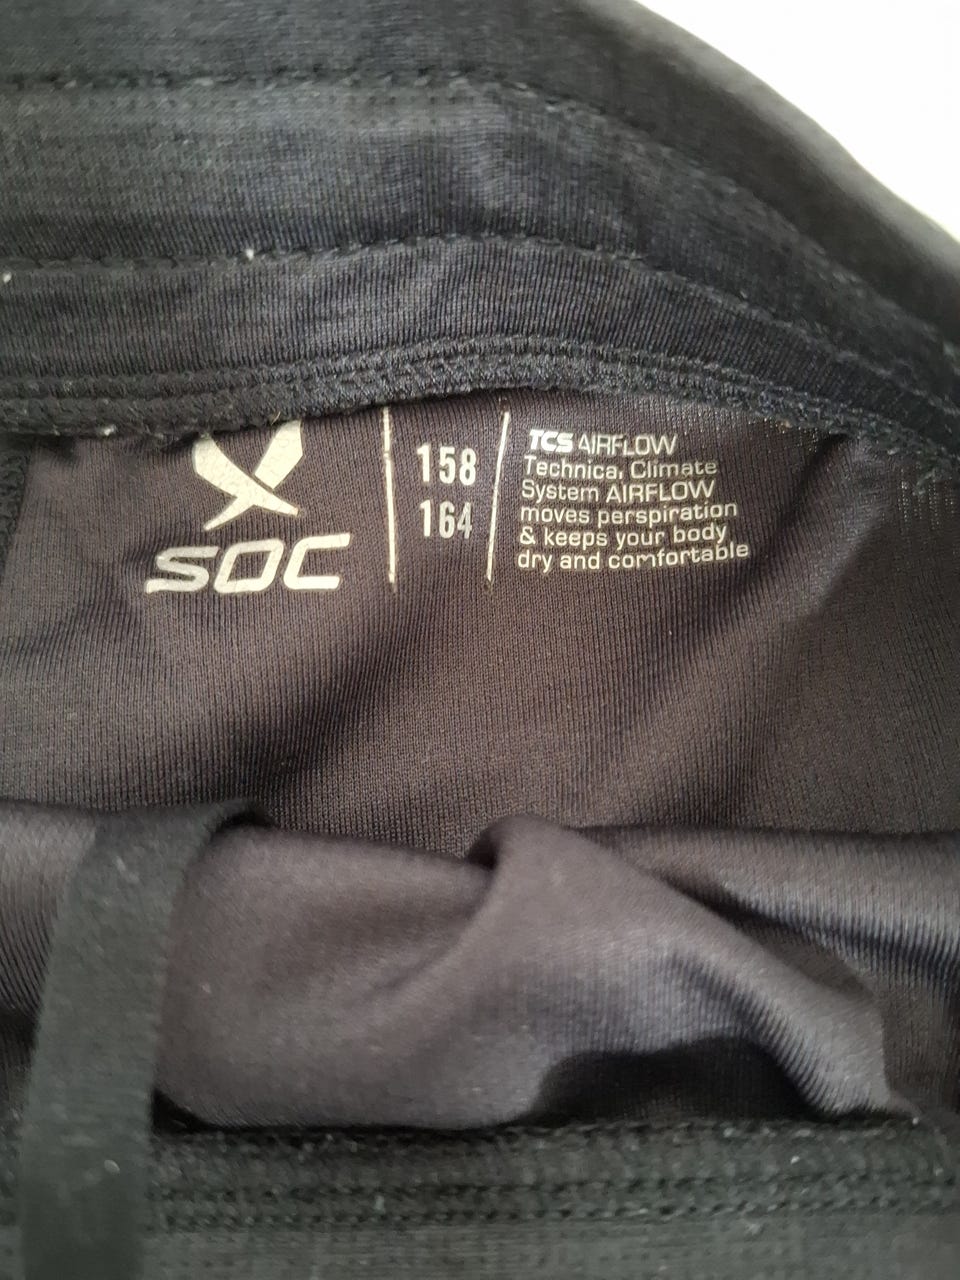 SOC
158
164
TCS AIRFLOW
Technical Climate
System AIRFLOW
moves perspiration
& keeps your body
dry and comfortable